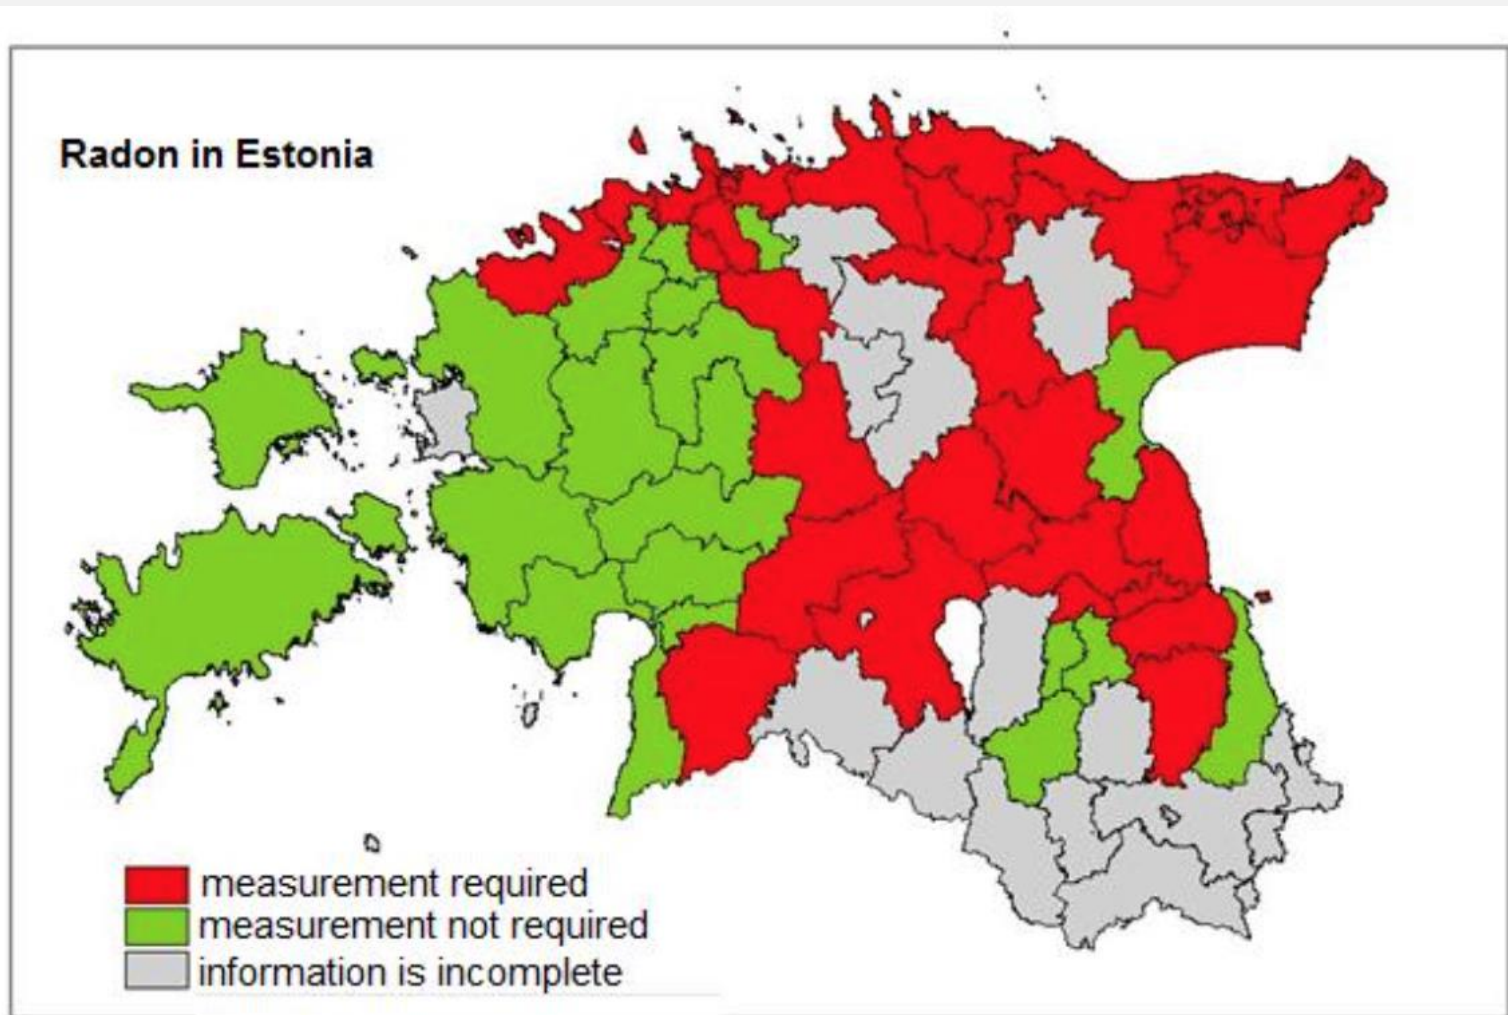 Radon in Estonia
measurement required
measurement not required
information is incomplete